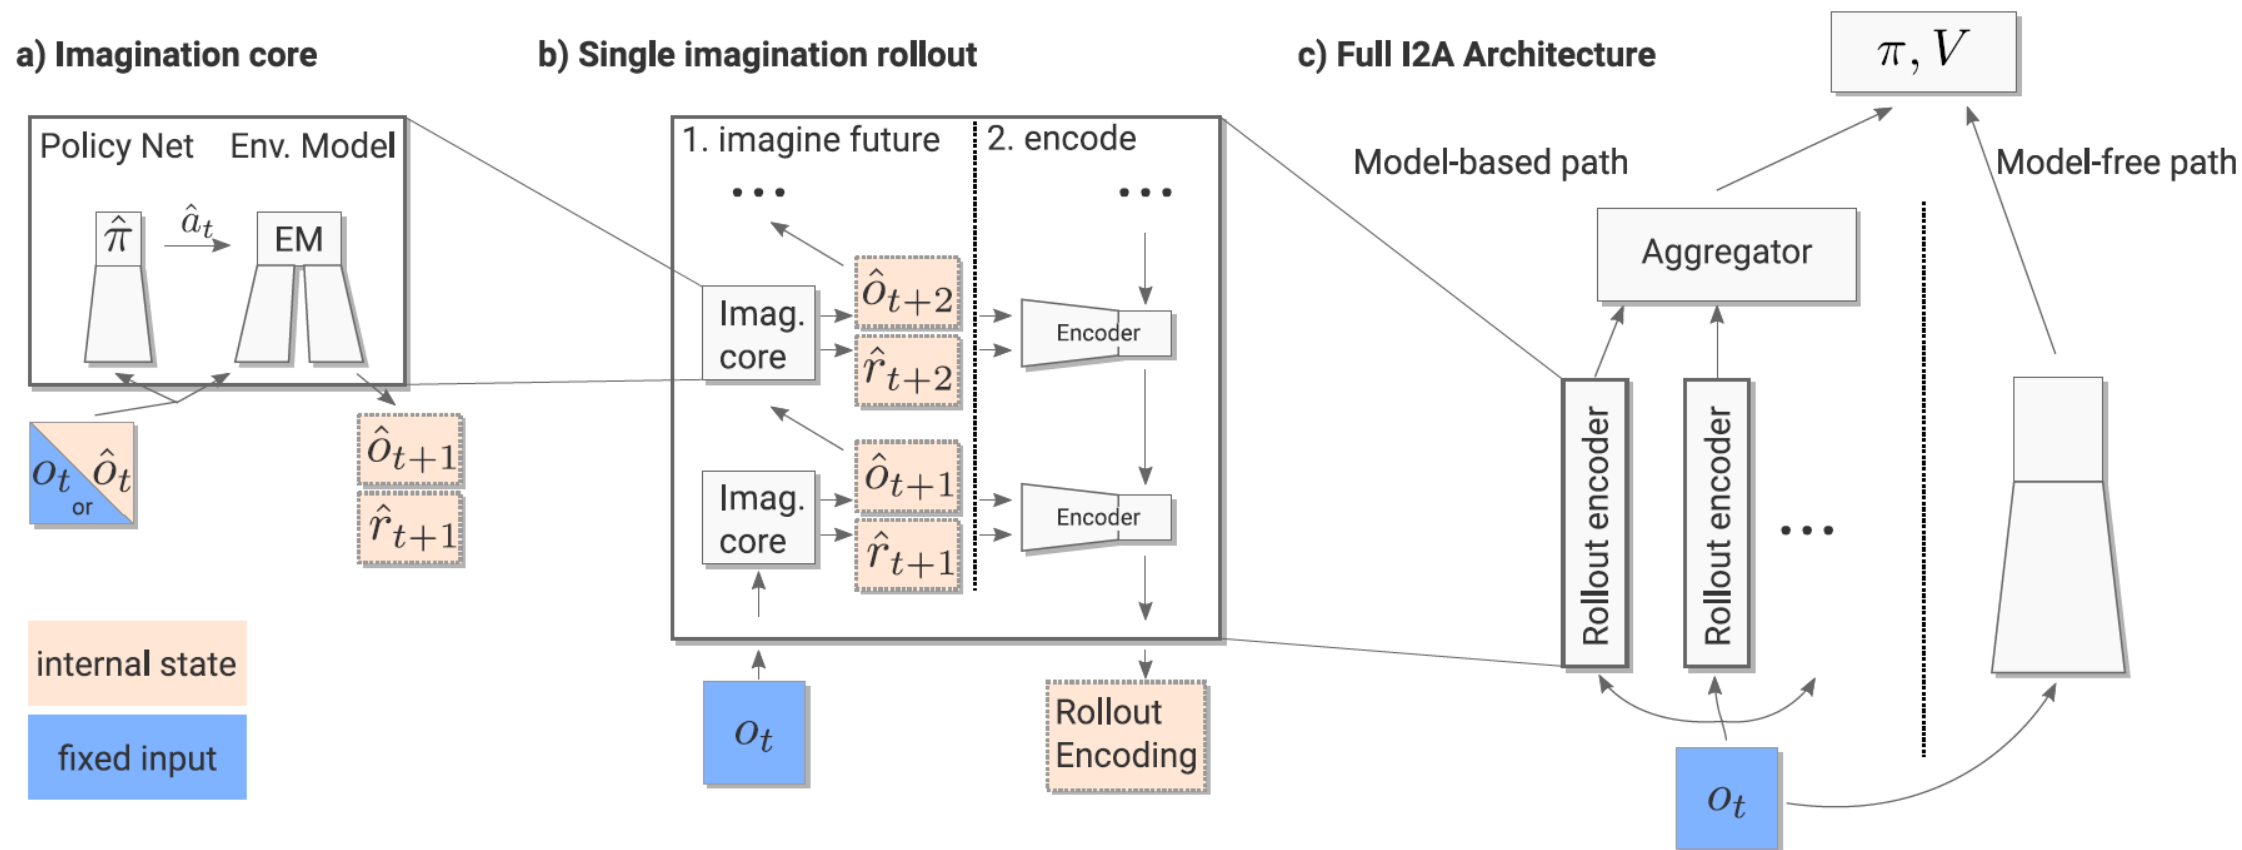 a) Imagination core
Policy Net
Env. Model
π̂
â_t
EM
o_t
or
ô_t
ô_{t+1}
r̂_{t+1}
internal state
fixed input
b) Single imagination rollout
1. imagine future
2. encode
...
...
Imag.
core
ô_{t+2}
r̂_{t+2}
Encoder
Imag.
core
ô_{t+1}
r̂_{t+1}
Encoder
o_t
Rollout
Encoding
c) Full I2A Architecture
π, V
Model-based path
Model-free path
Aggregator
Rollout encoder
Rollout encoder
...
o_t